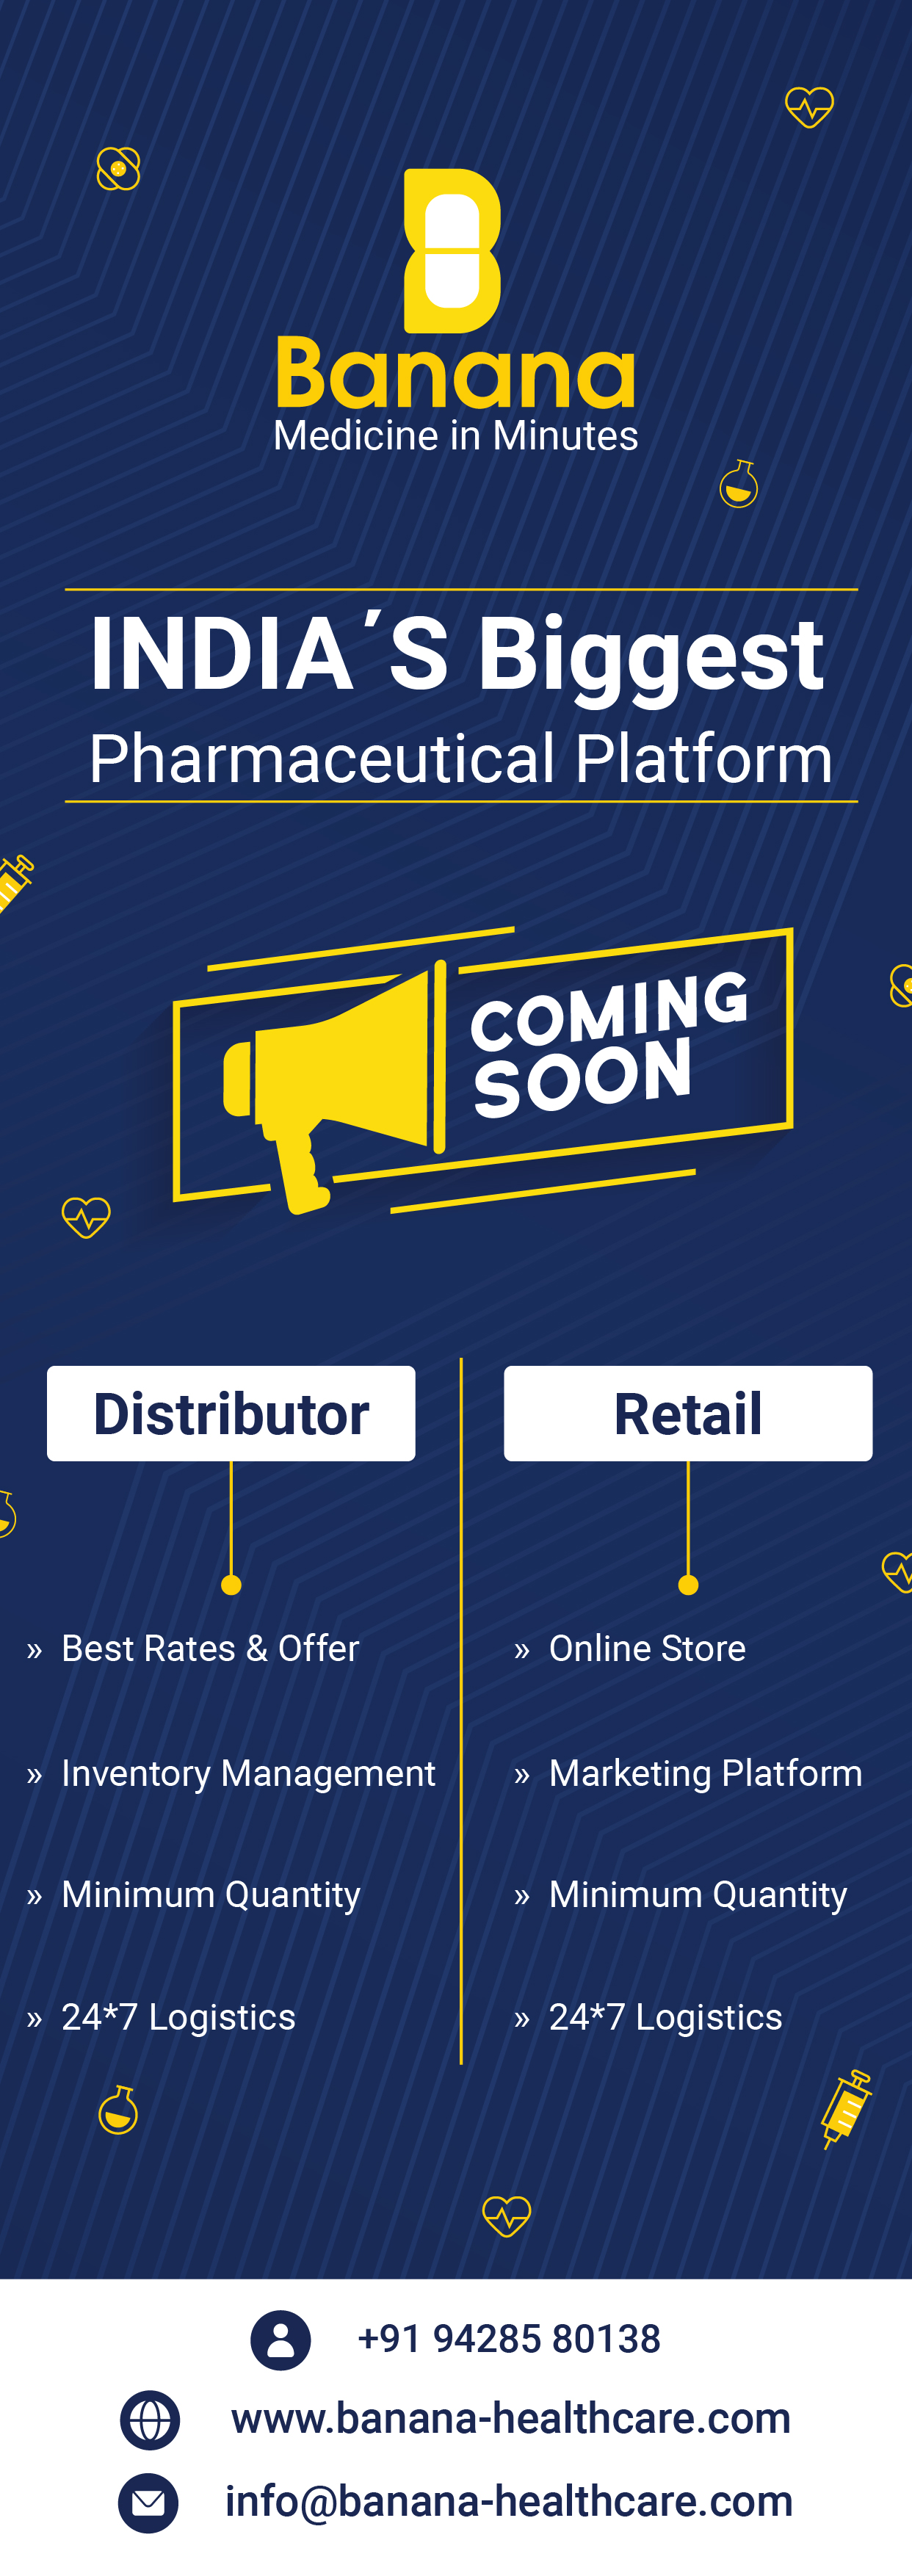 Banana
Medicine in Minutes
INDIA´S Biggest
Pharmaceutical Platform
COMING
SOON
Distributor
» Best Rates & Offer
» Inventory Management
» Minimum Quantity
» 24*7 Logistics
Retail
» Online Store
» Marketing Platform
» Minimum Quantity
» 24*7 Logistics
+91 94285 80138
www.banana-healthcare.com
info@banana-healthcare.com